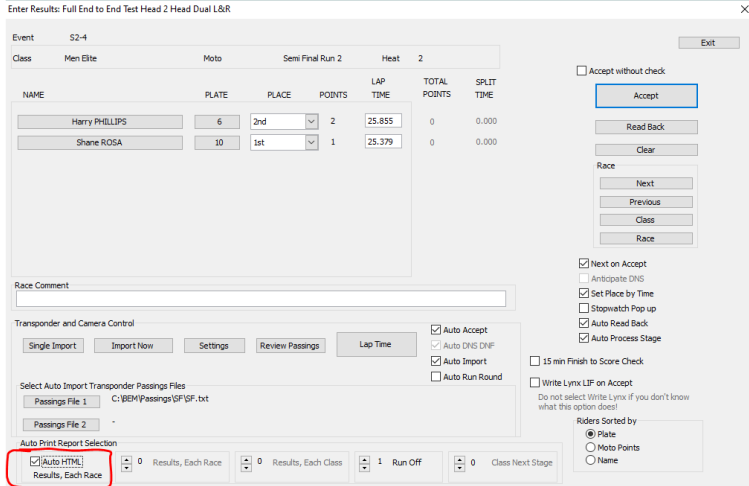 Enter Results: Full End to End Test Head 2 Head Dual L&R
Event S2-4
Exit
Class Men Elite Moto Semi Final Run 2 Heat 2
Accept without check
NAME PLATE PLACE POINTS LAP TIME TOTAL POINTS SPLIT TIME
Accept
Harry PHILLIPS 6 2nd 2 25.855 0 0.000
Shane ROSA 10 1st 1 25.379 0 0.000
Read Back
Clear
Race
Next
Previous
Class
Race
Next on Accept
Anticipate DNS
Set Place by Time
Stopwatch Pop up
Auto Read Back
Auto Process Stage
Race Comment
Transponder and Camera Control
Single Import Import Now Settings Review Passings Lap Time
Auto Accept
Auto DNS DNF
Auto Import
Auto Run Round
15 min Finish to Score Check
Write Lynx LIF on Accept
Do not select Write Lynx if you don't know
what this option does!
Select Auto Import Transponder Passings Files
Passings File 1 C:\BEM\Passings\SF\SF.txt
Passings File 2 -
Riders Sorted by
Plate
Moto Points
Name
Auto Print Report Selection
Auto HTML
Results, Each Race
0 Results, Each Race
0 Results, Each Class
1 Run Off
0 Class Next Stage